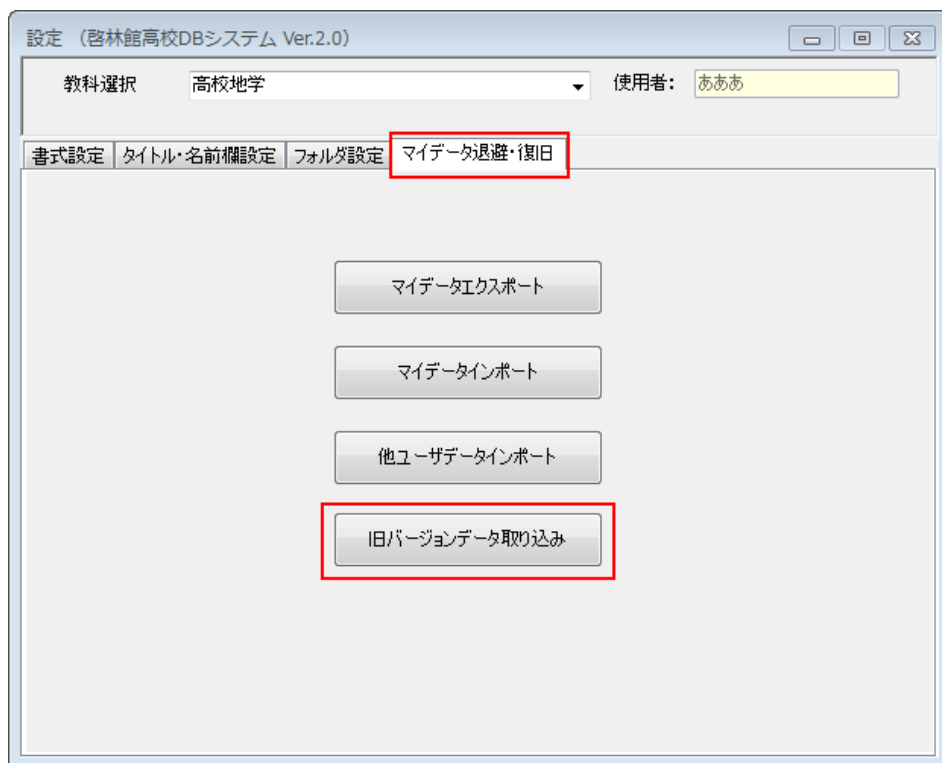 設定 （啓林館高校DBシステム Ver.2.0）
教科選択 高校地学 使用者： あああ
書式設定 タイトル・名前欄設定 フォルダ設定 マイデータ退避・復旧
マイデータエクスポート
マイデータインポート
他ユーザデータインポート
旧バージョンデータ取り込み